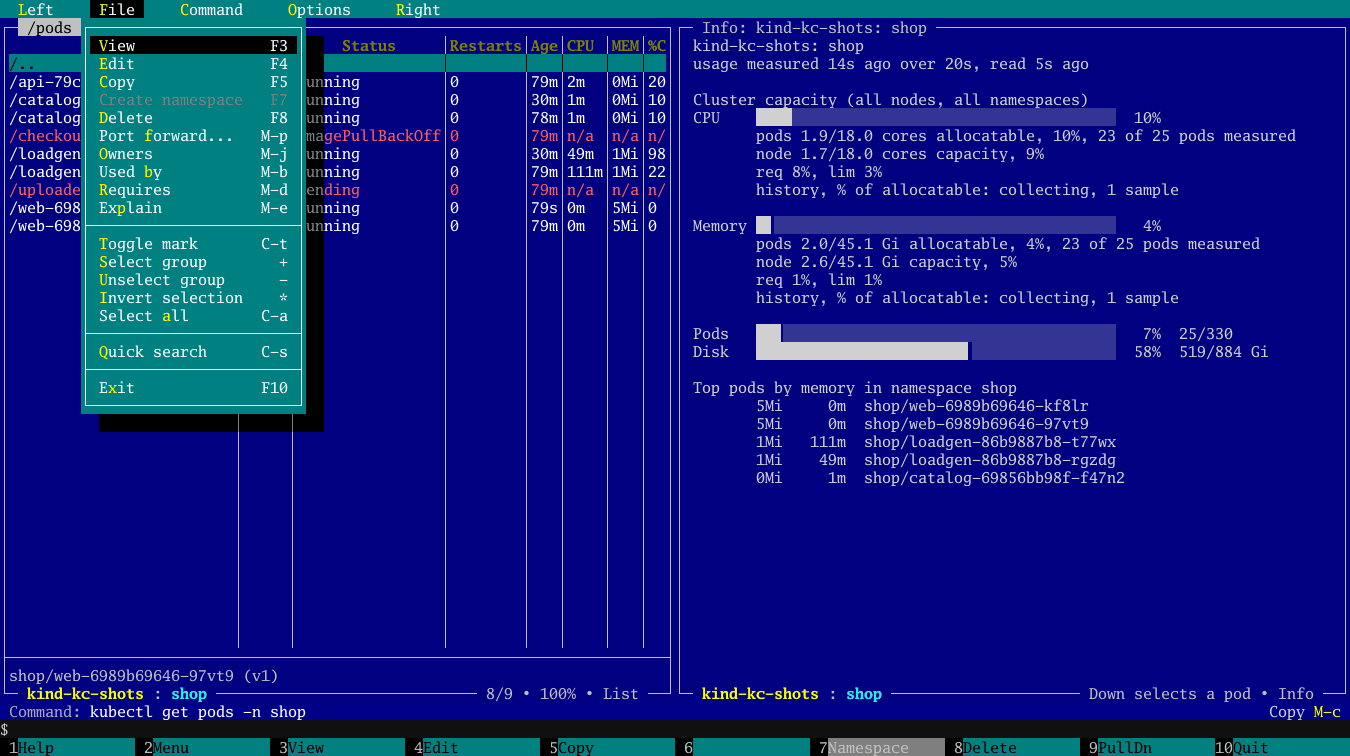 Left File Command Options Right
/pods
View F3
Edit F4
Copy F5
Create namespace F7
Delete F8
Port forward... M-p
Owners M-j
Used by M-b
Requires M-d
Explain M-e
Toggle mark C-t
Select group +
Unselect group -
Invert selection *
Select all C-a
Quick search C-s
Exit F10
Status Restarts Age CPU MEM %C
/..
/api-79c unning 0 79m 2m 0Mi 20
/catalog unning 0 30m 1m 0Mi 10
/catalog unning 0 78m 1m 0Mi 10
/checkou magePullBackOff 0 79m n/a n/a n/
/loadgen unning 0 30m 49m 1Mi 98
/loadgen unning 0 79m 111m 1Mi 22
/uploade ending 0 79m n/a n/a n/
/web-698 unning 0 79s 0m 5Mi 0
/web-698 unning 0 79m 0m 5Mi 0
shop/web-6989b69646-97vt9 (v1)
kind-kc-shots : shop 8/9 • 100% • List
Info: kind-kc-shots: shop
kind-kc-shots: shop
usage measured 14s ago over 20s, read 5s ago
Cluster capacity (all nodes, all namespaces)
CPU 10%
pods 1.9/18.0 cores allocatable, 10%, 23 of 25 pods measured
node 1.7/18.0 cores capacity, 9%
req 8%, lim 3%
history, % of allocatable: collecting, 1 sample
Memory 4%
pods 2.0/45.1 Gi allocatable, 4%, 23 of 25 pods measured
node 2.6/45.1 Gi capacity, 5%
req 1%, lim 1%
history, % of allocatable: collecting, 1 sample
Pods 7% 25/330
Disk 58% 519/884 Gi
Top pods by memory in namespace shop
5Mi 0m shop/web-6989b69646-kf8lr
5Mi 0m shop/web-6989b69646-97vt9
1Mi 111m shop/loadgen-86b9887b8-t77wx
1Mi 49m shop/loadgen-86b9887b8-rgzdg
0Mi 1m shop/catalog-69856bb98f-f47n2
kind-kc-shots : shop Down selects a pod • Info
Command: kubectl get pods -n shop Copy M-c
$
1Help 2Menu 3View 4Edit 5Copy 6 7Namespace 8Delete 9PullDn 10Quit